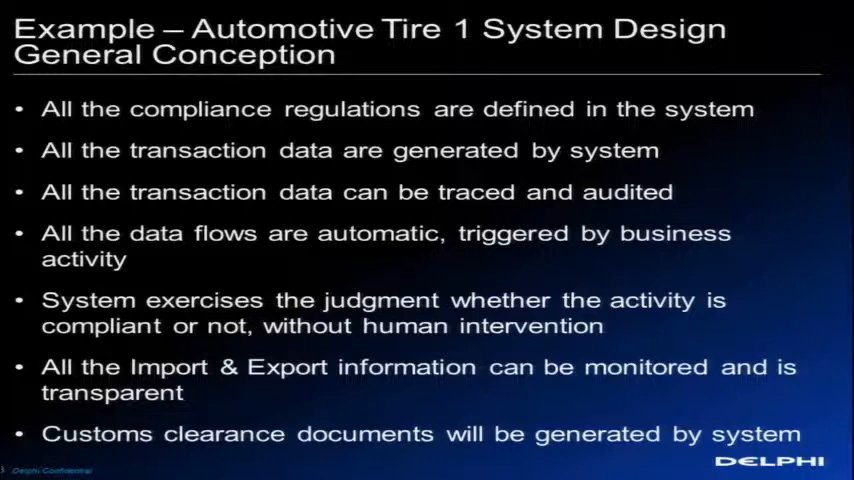 Example – Automotive Tire 1 System Design
General Conception
• All the compliance regulations are defined in the system
• All the transaction data are generated by system
• All the transaction data can be traced and audited
• All the data flows are automatic, triggered by business
activity
• System exercises the judgment whether the activity is
compliant or not, without human intervention
• All the Import & Export information can be monitored and is
transparent
• Customs clearance documents will be generated by system
DELPHI
3 Delphi Confidential